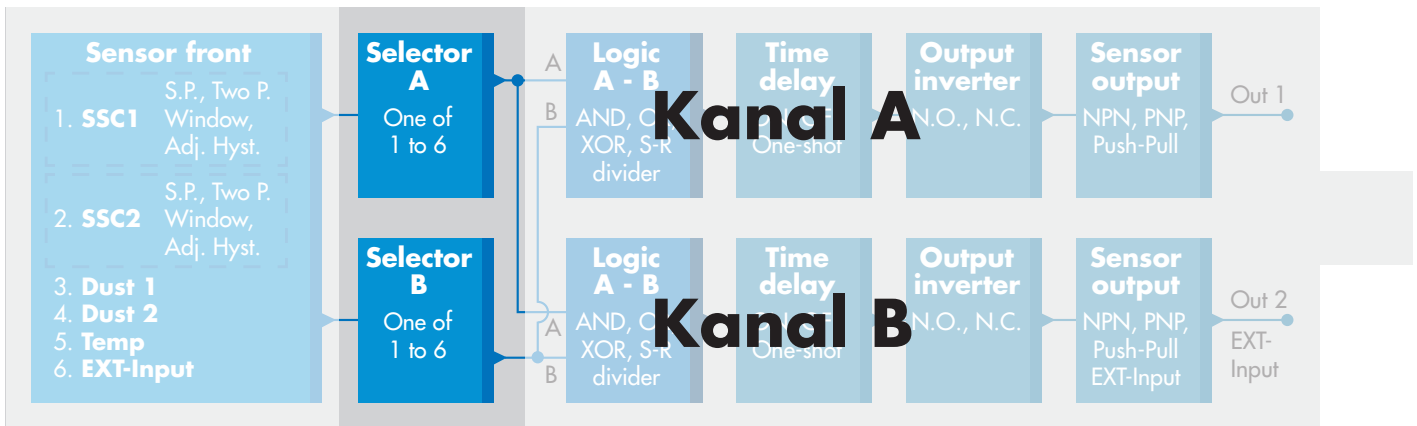 Sensor front
1. SSC1
S.P., Two P.
Window,
Adj. Hyst.
2. SSC2
S.P., Two P.
Window,
Adj. Hyst.
3. Dust 1
4. Dust 2
5. Temp
6. EXT-Input
Selector
A
One of
1 to 6
Selector
B
One of
1 to 6
A
B
Logic
A - B
AND,
XOR, S-R
divider
Time
delay
One-shot
Output
inverter
N.O., N.C.
Sensor
output
NPN, PNP,
Push-Pull
Out 1
Kanal A
A
B
Logic
A - B
AND,
XOR, S-R
divider
Time
delay
One-shot
Output
inverter
N.O., N.C.
Sensor
output
NPN, PNP,
Push-Pull
EXT-Input
Out 2
EXT-
Input
Kanal B